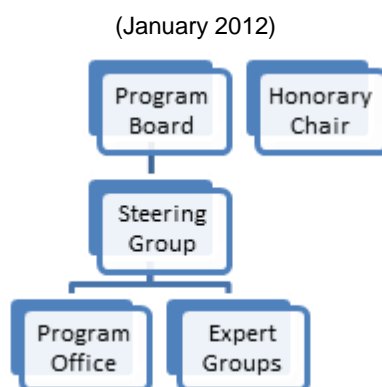 (January 2012)
Program
Board
Honorary
Chair
Steering
Group
Program
Office
Expert
Groups